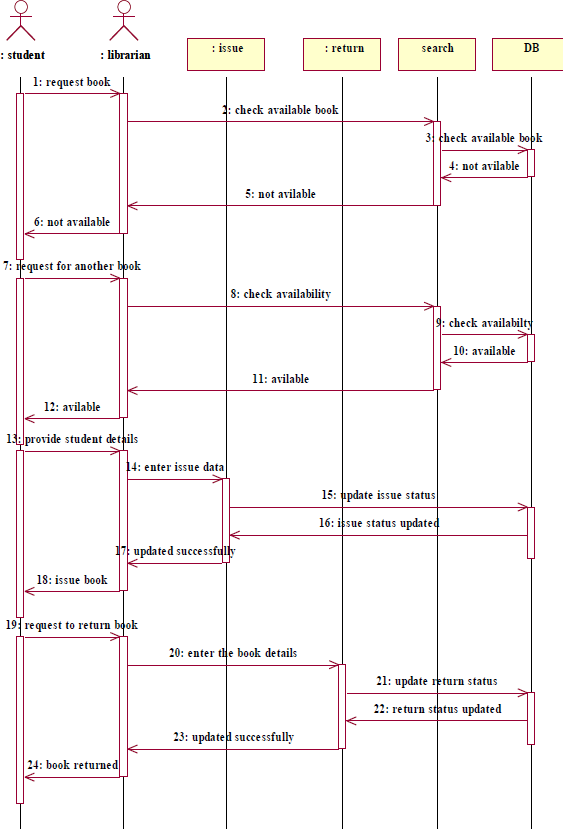 : student
: librarian
: issue
: return
search
DB
1: request book
2: check available book
3: check available book
4: not avilable
5: not avilable
6: not available
7: request for another book
8: check availability
9: check availabilty
10: available
11: avilable
12: avilable
13: provide student details
14: enter issue data
15: update issue status
16: issue status updated
17: updated successfully
18: issue book
19: request to return book
20: enter the book details
21: update return status
22: return status updated
23: updated successfully
24: book returned